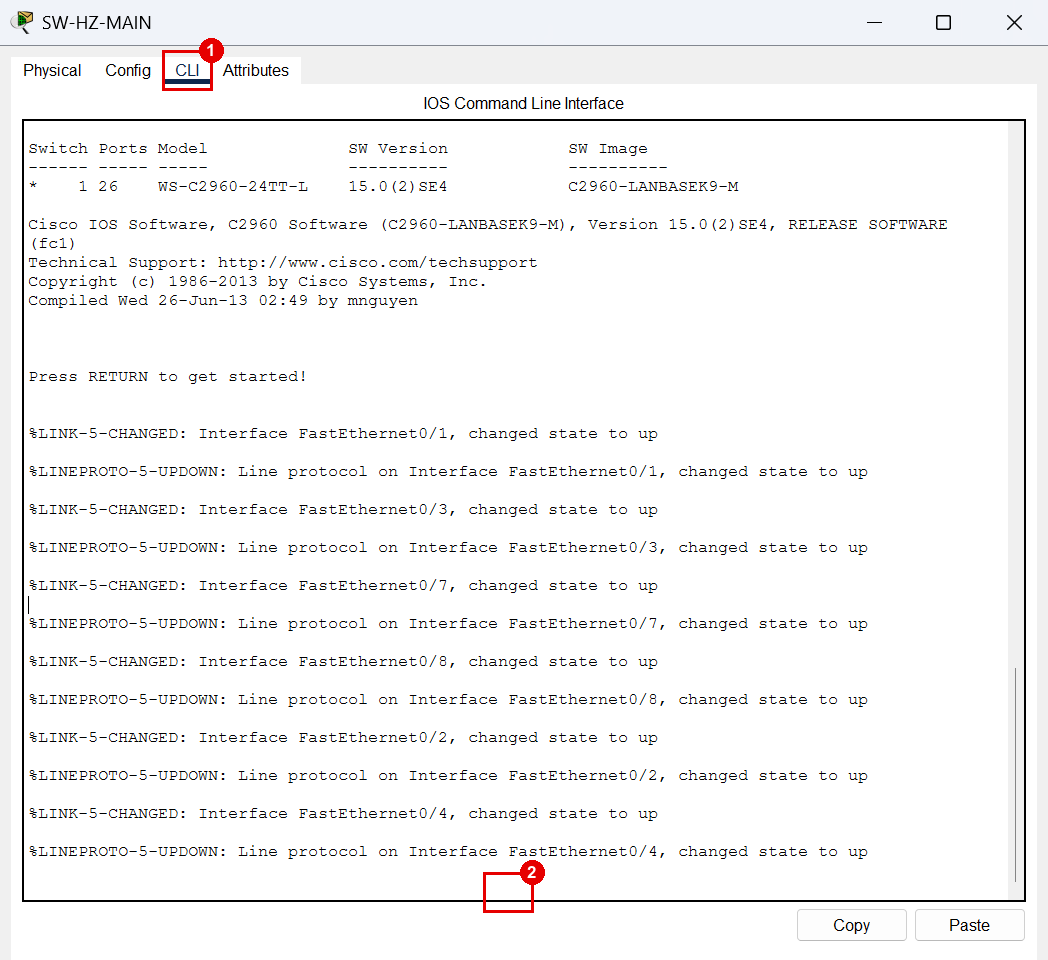 SW-HZ-MAIN
Physical Config CLI Attributes
1
IOS Command Line Interface
Switch Ports Model SW Version SW Image
------ ----- ----- ---------- ----------
* 1 26 WS-C2960-24TT-L 15.0(2)SE4 C2960-LANBASEK9-M
Cisco IOS Software, C2960 Software (C2960-LANBASEK9-M), Version 15.0(2)SE4, RELEASE SOFTWARE
(fc1)
Technical Support: http://www.cisco.com/techsupport
Copyright (c) 1986-2013 by Cisco Systems, Inc.
Compiled Wed 26-Jun-13 02:49 by mnguyen
Press RETURN to get started!
%LINK-5-CHANGED: Interface FastEthernet0/1, changed state to up
%LINEPROTO-5-UPDOWN: Line protocol on Interface FastEthernet0/1, changed state to up
%LINK-5-CHANGED: Interface FastEthernet0/3, changed state to up
%LINEPROTO-5-UPDOWN: Line protocol on Interface FastEthernet0/3, changed state to up
%LINK-5-CHANGED: Interface FastEthernet0/7, changed state to up
%LINEPROTO-5-UPDOWN: Line protocol on Interface FastEthernet0/7, changed state to up
%LINK-5-CHANGED: Interface FastEthernet0/8, changed state to up
%LINEPROTO-5-UPDOWN: Line protocol on Interface FastEthernet0/8, changed state to up
%LINK-5-CHANGED: Interface FastEthernet0/2, changed state to up
%LINEPROTO-5-UPDOWN: Line protocol on Interface FastEthernet0/2, changed state to up
%LINK-5-CHANGED: Interface FastEthernet0/4, changed state to up
%LINEPROTO-5-UPDOWN: Line protocol on Interface FastEthernet0/4, changed state to up
2
Copy Paste